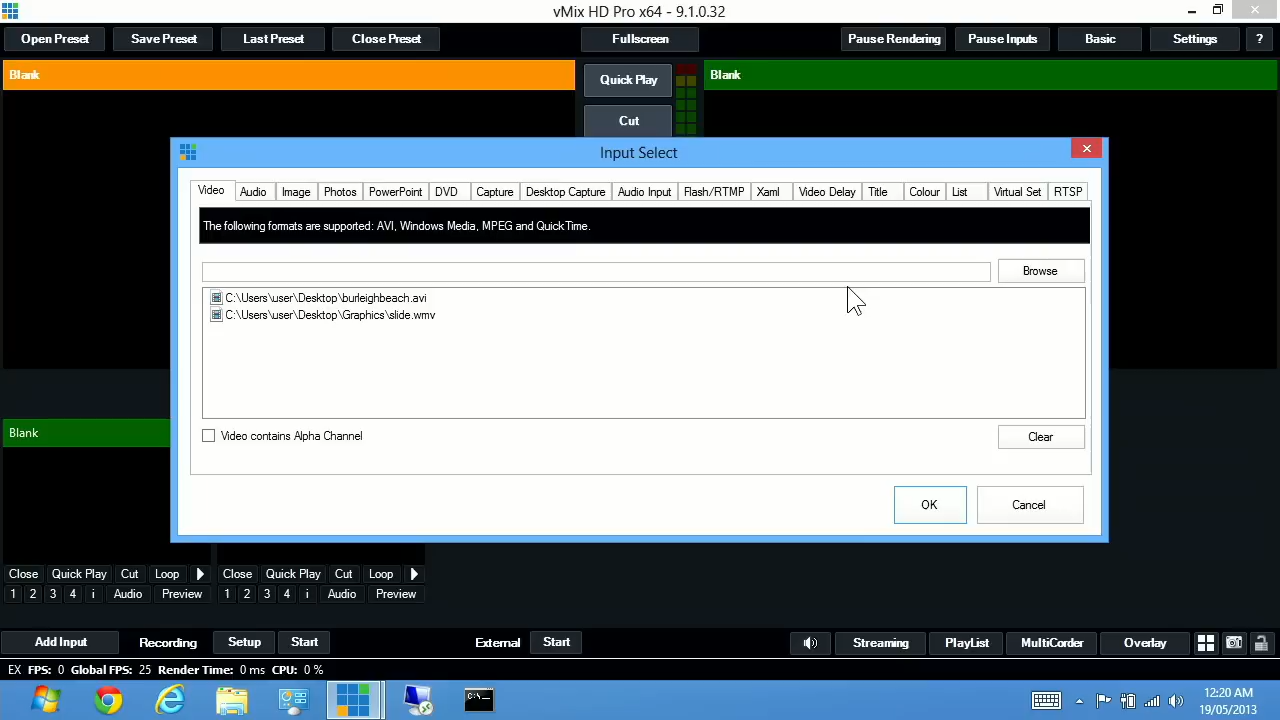 vMix HD Pro x64 - 9.1.0.32
Open Preset Save Preset Last Preset Close Preset Fullscreen Pause Rendering Pause Inputs Basic Settings ?
Blank Quick Play Blank
Cut
Input Select
Video Audio Image Photos PowerPoint DVD Capture Desktop Capture Audio Input Flash/RTMP Xaml Video Delay Title Colour List Virtual Set RTSP
The following formats are supported: AVI, Windows Media, MPEG and QuickTime.
Browse
C:\Users\user\Desktop\burleighbeach.avi
C:\Users\user\Desktop\Graphics\slide.wmv
Blank
Video contains Alpha Channel Clear
OK Cancel
Close Quick Play Cut Loop Close Quick Play Cut Loop
1 2 3 4 i Audio Preview 1 2 3 4 i Audio Preview
Add Input Recording Setup Start External Start Streaming PlayList MultiCorder Overlay
EX FPS: 0 Global FPS: 25 Render Time: 0 ms CPU: 0 %
12:20 AM
19/05/2013